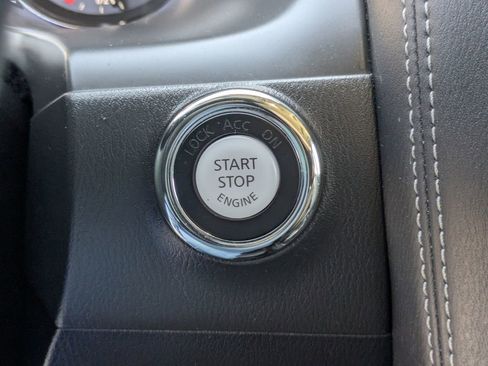 LOCK ACC ON
START
STOP
ENGINE